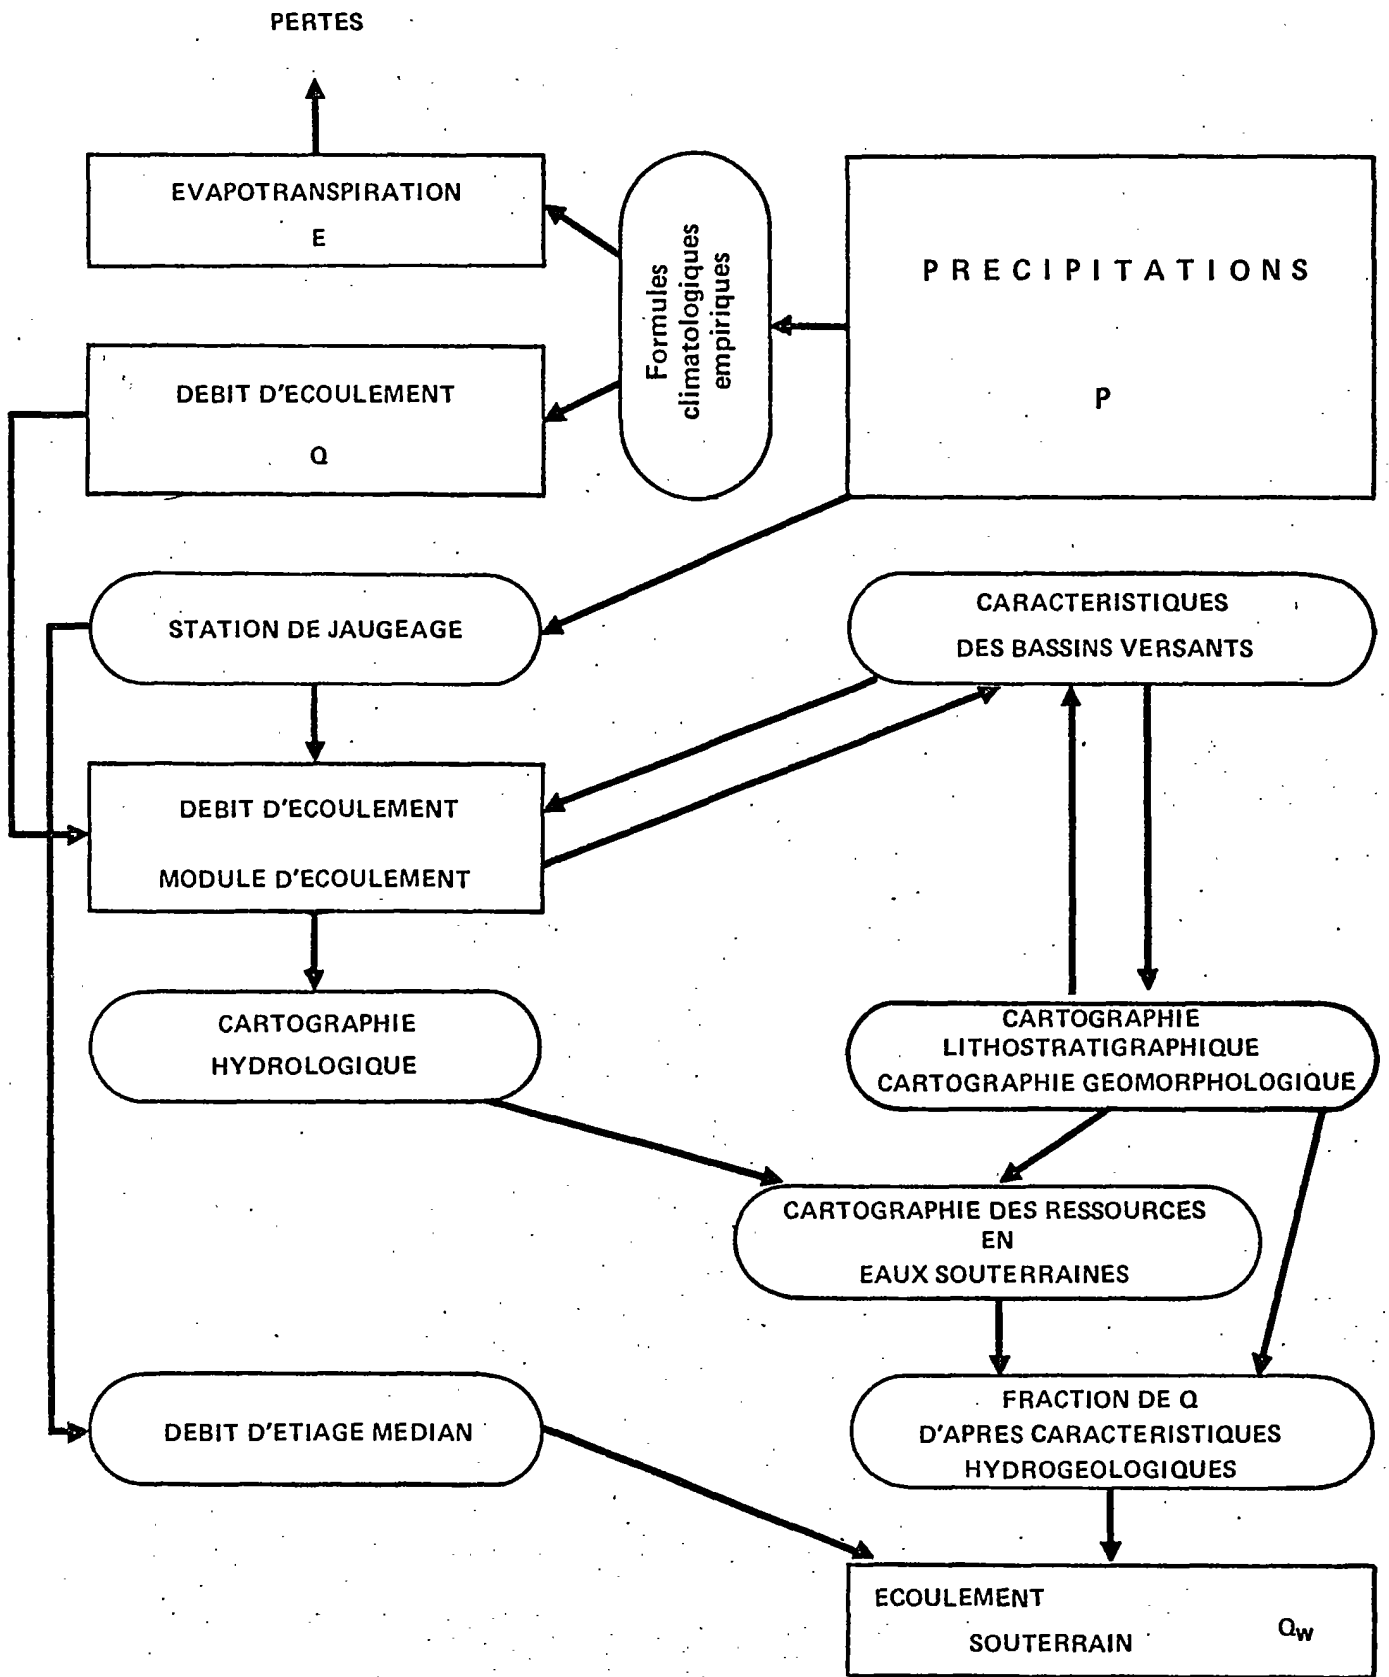 PERTES
EVAPOTRANSPIRATION
E
Formules
climatologiques
empiriques
PRECIPITATIONS
P
DEBIT D'ECOULEMENT
Q
STATION DE JAUGEAGE
CARACTERISTIQUES
DES BASSINS VERSANTS
DEBIT D'ECOULEMENT
MODULE D'ECOULEMENT
CARTOGRAPHIE
HYDROLOGIQUE
CARTOGRAPHIE
LITHOSTRATIGRAPHIQUE
CARTOGRAPHIE GEOMORPHOLOGIQUE
CARTOGRAPHIE DES RESSOURCES
EN
EAUX SOUTERRAINES
DEBIT D'ETIAGE MEDIAN
FRACTION DE Q
D'APRES CARACTERISTIQUES
HYDROGEOLOGIQUES
ECOULEMENT
SOUTERRAIN Qw